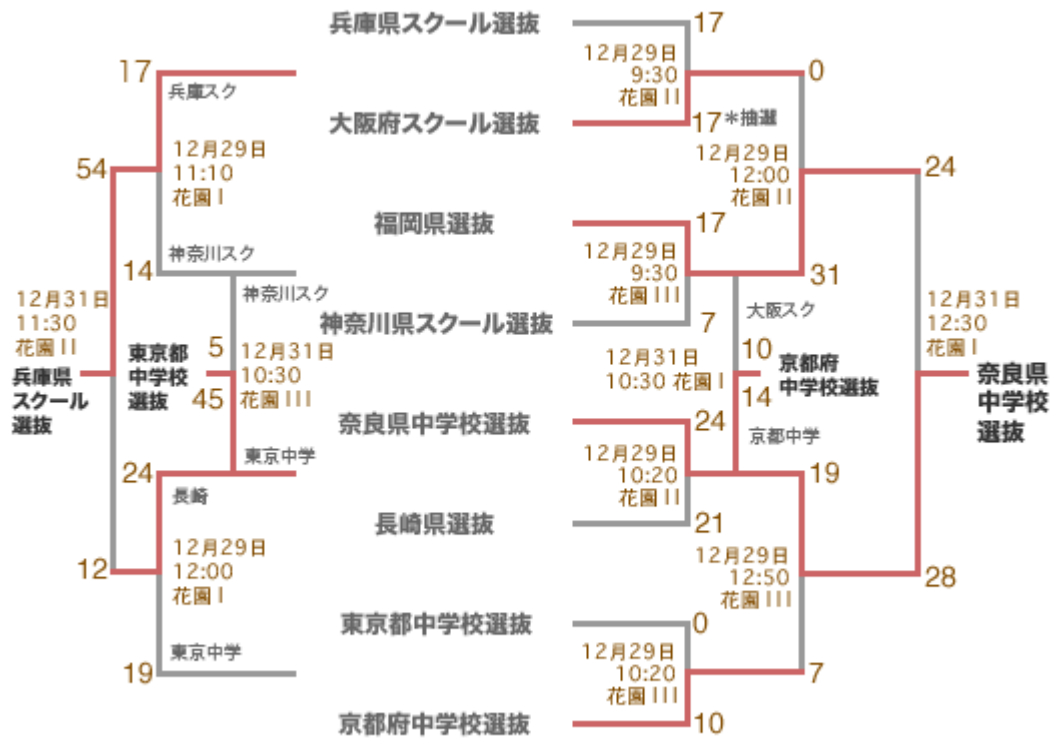 兵庫県スクール選抜
17
12月29日
9:30
花園 II
大阪府スクール選抜
17 *抽選
0
12月29日
12:00
花園 II
福岡県選抜
17
12月29日
9:30
花園 III
神奈川県スクール選抜
7
31
24
大阪スク
12月31日
10:30 花園 I
10
京都府
中学校選抜
14
京都中学
12月31日
12:30
花園 I
奈良県
中学校
選抜
奈良県中学校選抜
24
12月29日
10:20
花園 II
長崎県選抜
21
19
12月29日
12:50
花園 III
28
東京都中学校選抜
0
12月29日
10:20
花園 III
京都府中学校選抜
10
7
17
兵庫スク
12月29日
11:10
花園 I
54
神奈川スク
14
神奈川スク
12月31日
11:30
花園 II
兵庫県
スクール
選抜
東京都
中学校
選抜
5
45
12月31日
10:30
花園 III
東京中学
24
長崎
12月29日
12:00
花園 I
12
東京中学
19